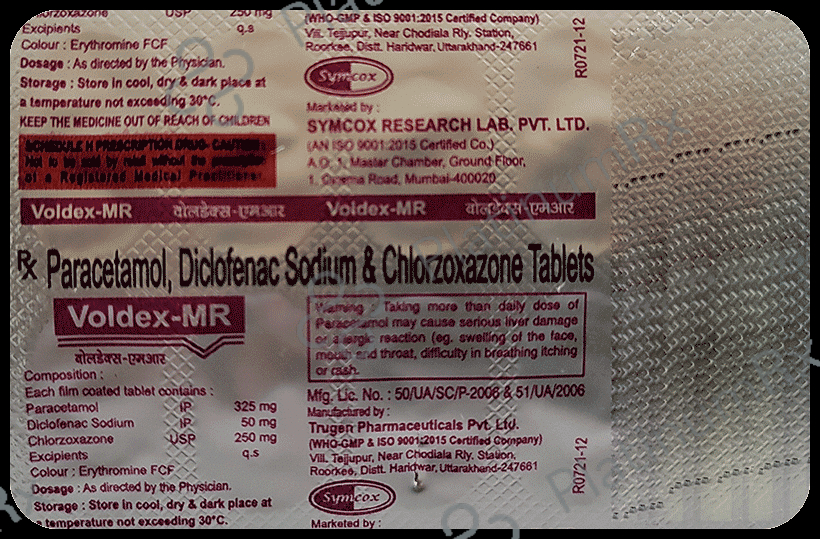 USP 250 mg
Excipients q.s
Colour : Erythromine FCF
Dosage : As directed by the Physician.
Storage : Store in cool, dry & dark place at
a temperature not exceeding 30°C.
KEEP THE MEDICINE OUT OF REACH OF CHILDREN
SCHEDULE H PRESCRIPTION DRUG- CAUTION
Not to be sold by retail without the prescription
of a Registered Medical Practitioner
(WHO-GMP & ISO 9001:2015 Certified Company)
Vill. Tejjupur, Near Chodiala Rly. Station,
Roorkee, Distt. Haridwar, Uttarakhand-247661
R0721-12
Symcox
Marketed by :
SYMCOX RESEARCH LAB. PVT. LTD.
(AN ISO 9001:2015 Certified Co.)
A.O. 1, Master Chamber, Ground Floor,
1, Cinema Road, Mumbai-400020
Voldex-MR वोलडेक्स-एमआर Voldex-MR वोलडेक्स-एमआर
Rx Paracetamol, Diclofenac Sodium & Chlorzoxazone Tablets
Voldex-MR
वोलडेक्स-एमआर
Composition :
Each film coated tablet contains :
Paracetamol IP 325 mg
Diclofenac Sodium IP 50 mg
Chlorzoxazone USP 250 mg
Excipients q.s
Colour : Erythromine FCF
Dosage : As directed by the Physician.
Storage : Store in cool, dry & dark place at
a temperature not exceeding 30°C.
Warning : Taking more than daily dose of
Paracetamol may cause serious liver damage
or allergic reaction (eg. swelling of the face,
mouth and throat, difficulty in breathing itching
or rash.
Mfg. Lic. No. : 50/UA/SC/P-2006 & 51/UA/2006
Manufactured by :
Trugen Pharmaceuticals Pvt. Ltd.
(WHO-GMP & ISO 9001:2015 Certified Company)
Vill. Tejjupur, Near Chodiala Rly. Station,
Roorkee, Distt. Haridwar, Uttarakhand-247661
R0721-12
Symcox
Marketed by :